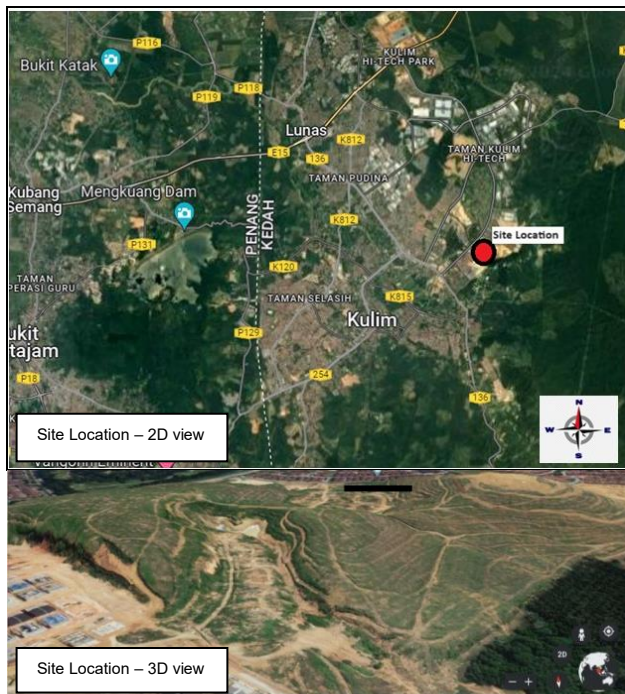 P116
Bukit Katak
KULIM
HI-TECH PARK
P118
P119
Lunas
K812
E15
136
TAMAN KULIM
HI-TECH
TAMAN PUDINA
Kubang
Semang
Mengkuang Dam
PENANG
KEDAH
K812
P131
Site Location
K120
TAMAN
PERASI GURU
TAMAN SELASIH
K815
Kulim
P129
ukit
tajam
254
P18
136
N
W
E
S
Site Location – 2D view
Site Location – 3D view
2D